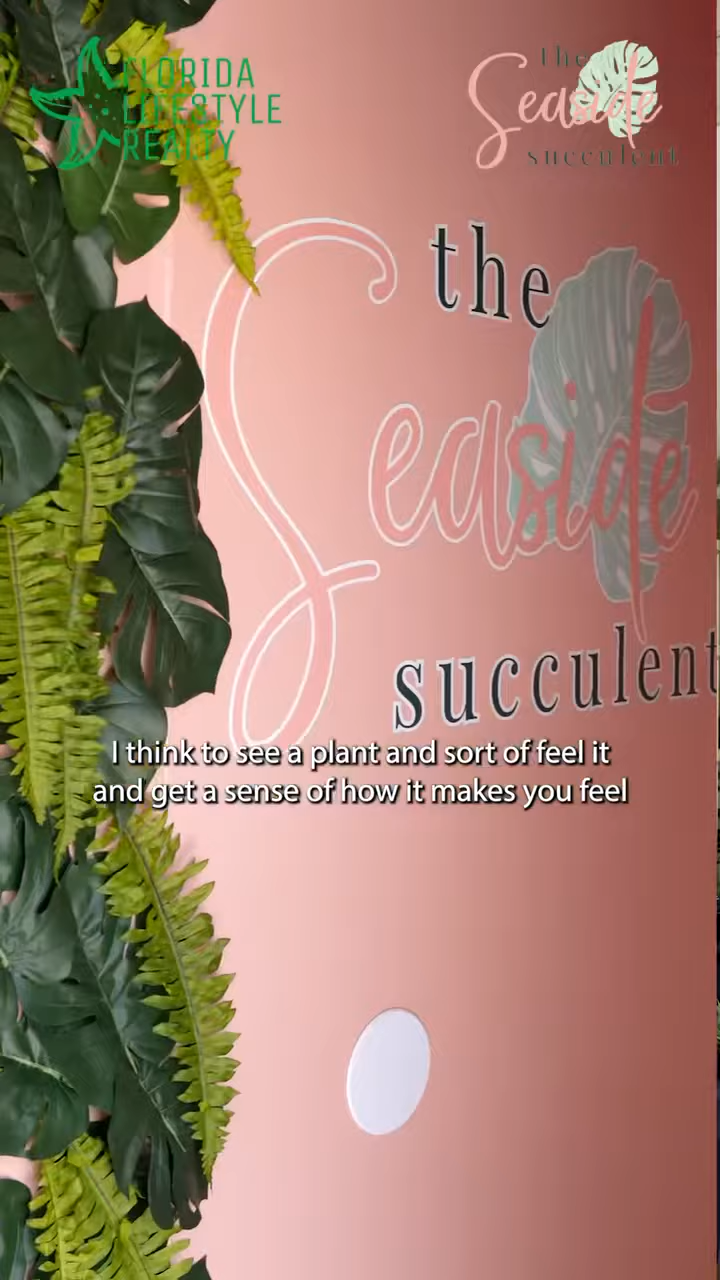 FLORIDA
LIFESTYLE
REALTY
the
Seaside
succulent
the
Seaside
succulent
I think to see a plant and sort of feel it
and get a sense of how it makes you feel